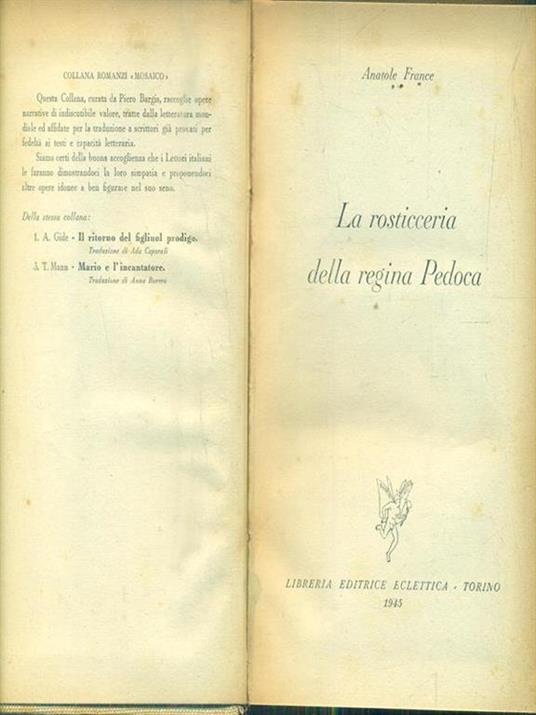 COLLANA ROMANZI «MOSAICO»
Questa Collana, curata da Piero Bargis, raccoglie opere
narrative di indiscutibile valore, tratte dalla letteratura mon-
diale ed affidate per la traduzione a scrittori già provati per
fedeltà ai testi e capacità letteraria.
Siamo certi della buona accoglienza che i Lettori italiani
le faranno dimostrandoci la loro simpatia e proponendoci
altre opere idonee a ben figurare nel suo seno.
Della stessa collana:
1. A. Gide - Il ritorno del figliuol prodigo.
Traduzione di Ada Caporali
3. T. Mann - Mario e l'incantatore.
Traduzione di Anna Bovero
Anatole France
La rosticceria
della regina Pedoca
LIBRERIA EDITRICE ECLETTICA - TORINO
1945